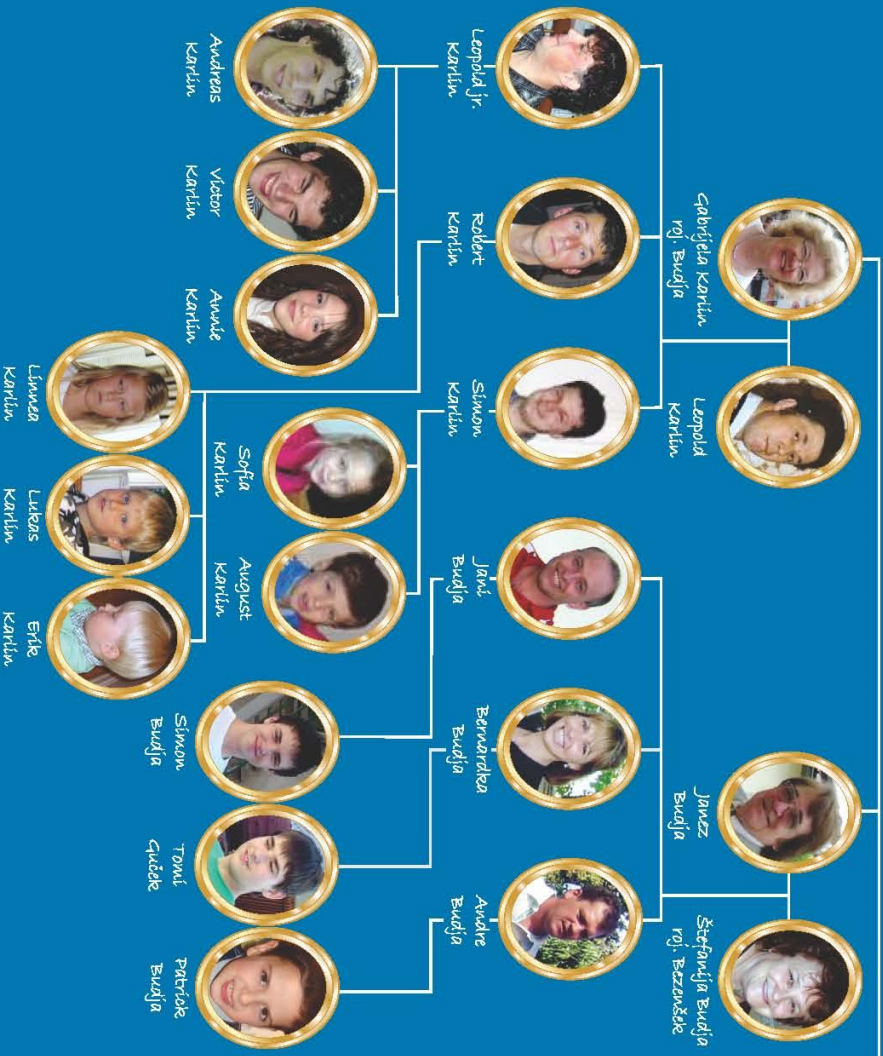 Gabrijela Karlin
roj. Budja
Leopold
Karlin
Janez
Budja
Štefanija Budja
roj. Bezenšek
Leopold jr.
Karlin
Robert
Karlin
Simon
Karlin
Jani
Budja
Bernardka
Budja
Andre
Budja
Andreas
Karlin
Victor
Karlin
Annie
Karlin
Sofia
Karlin
August
Karlin
Simon
Budja
Tomi
Guček
Patrick
Budja
Linnea
Karlin
Lukas
Karlin
Erik
Karlin